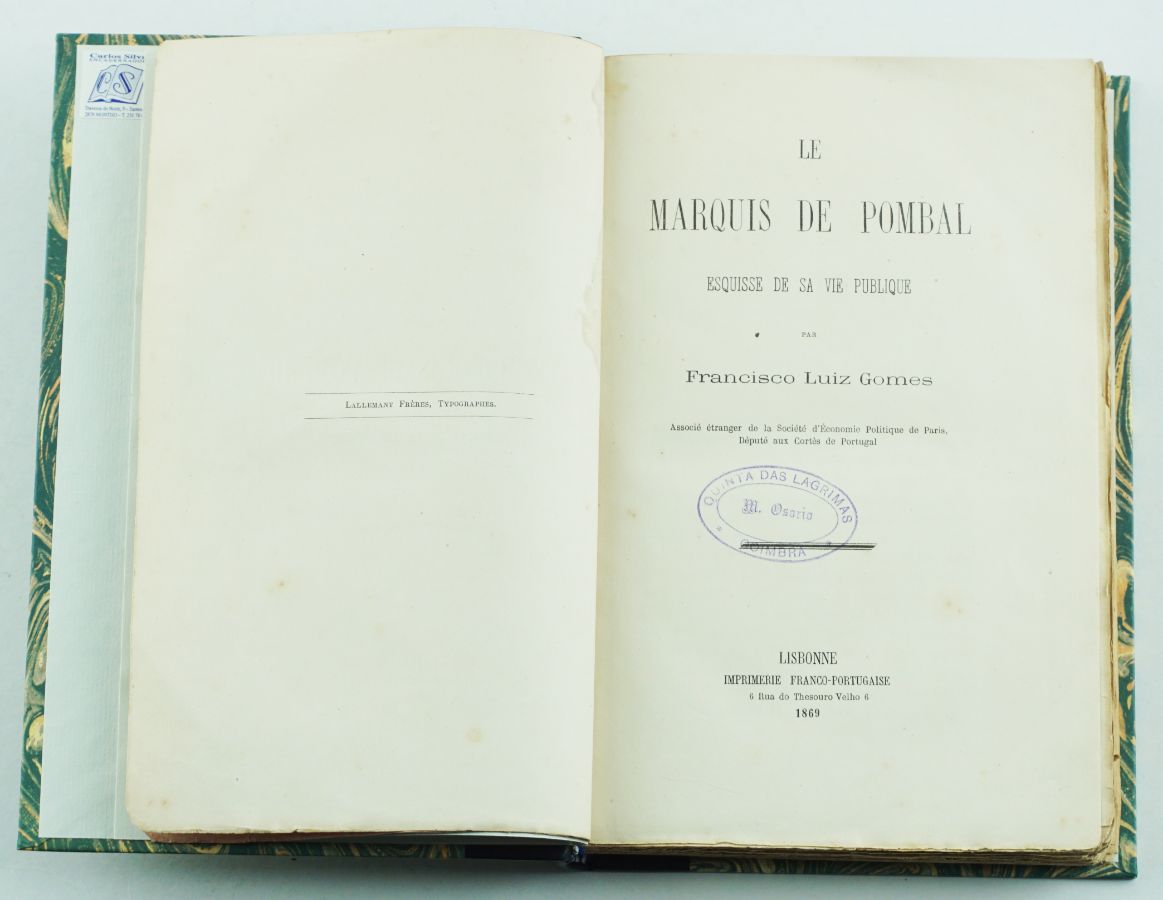 Carlos Silva
ENCADERNADOR
CS
LALLEMANT FRÈRES, TYPOGRAPHES.
LE
MARQUIS DE POMBAL
ESQUISSE DE SA VIE PUBLIQUE
PAR
Francisco Luiz Gomes
Associé étranger de la Société d'Économie Politique de Paris,
Député aux Cortès de Portugal
QUINTA DAS LAGRIMAS
M. Osorio
COIMBRA
LISBONNE
IMPRIMERIE FRANCO-PORTUGAISE
6 Rua do Thesouro Velho 6
1869